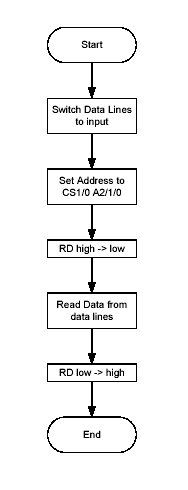 Start
Switch Data Lines
to input
Set Address to
CS1/0 A2/1/0
RD high -> low
Read Data from
data lines
RD low -> high
End